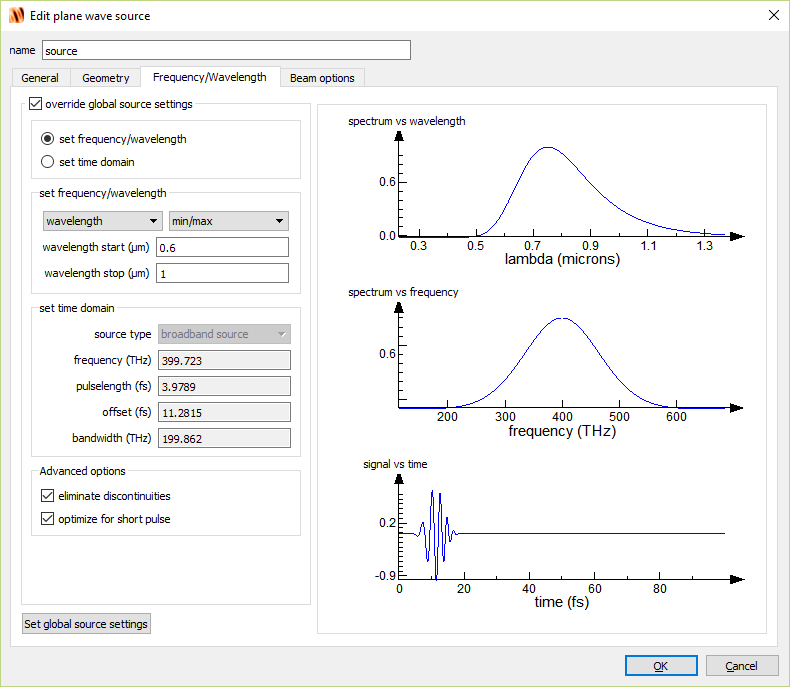 Edit plane wave source
name source
General Geometry Frequency/Wavelength Beam options
override global source settings
set frequency/wavelength
set time domain
set frequency/wavelength
wavelength min/max
wavelength start (µm) 0.6
wavelength stop (µm) 1
set time domain
source type broadband source
frequency (THz) 399.723
pulselength (fs) 3.9789
offset (fs) 11.2815
bandwidth (THz) 199.862
Advanced options
eliminate discontinuities
optimize for short pulse
Set global source settings
spectrum vs wavelength
0.6
0.0
0.3 0.5 0.7 0.9 1.1 1.3
lambda (microns)
spectrum vs frequency
0.6
200 300 400 500 600
frequency (THz)
signal vs time
0.2
-0.9
0 20 40 60 80
time (fs)
OK Cancel